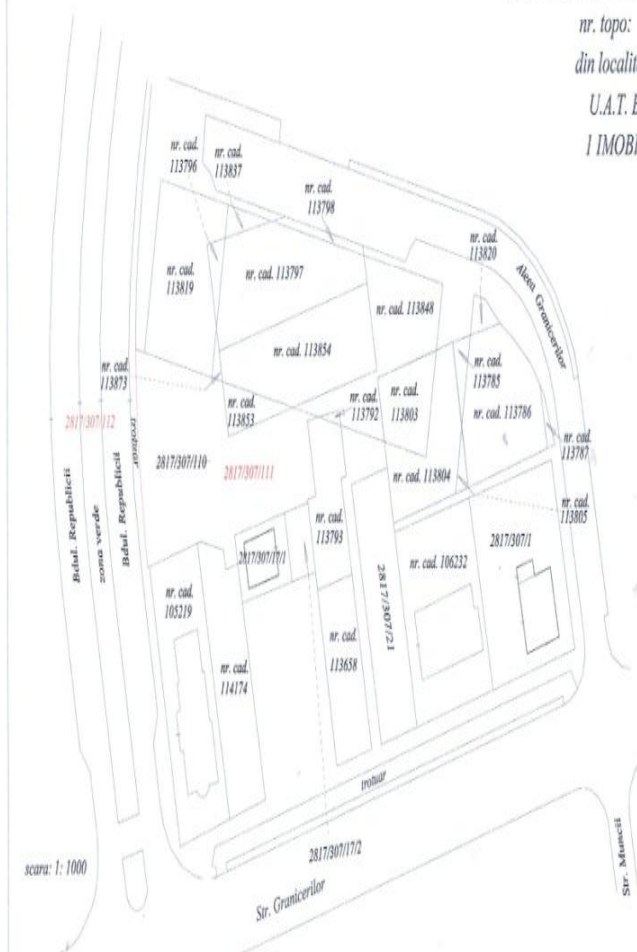 nr. topo:
din localit
U.A.T.
1 IMOB
nr. cad.
113796
nr. cad.
113837
nr. cad.
113798
nr. cad.
113820
Aleea Granicerilor
nr. cad.
113819
nr. cad. 113797
nr. cad. 113848
nr. cad. 113854
nr. cad.
113785
nr. cad.
113873
nr. cad.
113853
nr. cad.
113792
nr. cad.
113803
nr. cad. 113786
nr. cad.
113787
2817/307/112
trotuar
2817/307/110
2817/307/111
nr. cad. 113804
nr. cad.
113805
Bdul. Republicii
zona verde
Bdul. Republicii
nr. cad.
113793
2817/307/17/1
2817/307/1
nr. cad. 106232
2817/307/21
nr. cad.
105219
nr. cad.
113658
nr. cad.
114174
trotuar
2817/307/17/2
scara: 1: 1000
Str. Granicerilor
Str. Muncii